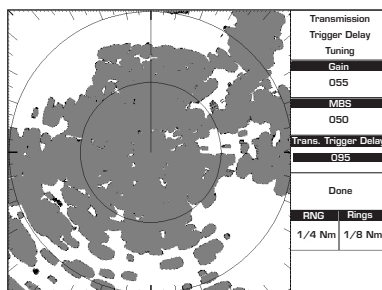 Transmission
Trigger Delay
Tuning
Gain
055
MBS
050
Trans. Trigger Delay
095
Done
RNG Rings
1/4 Nm 1/8 Nm